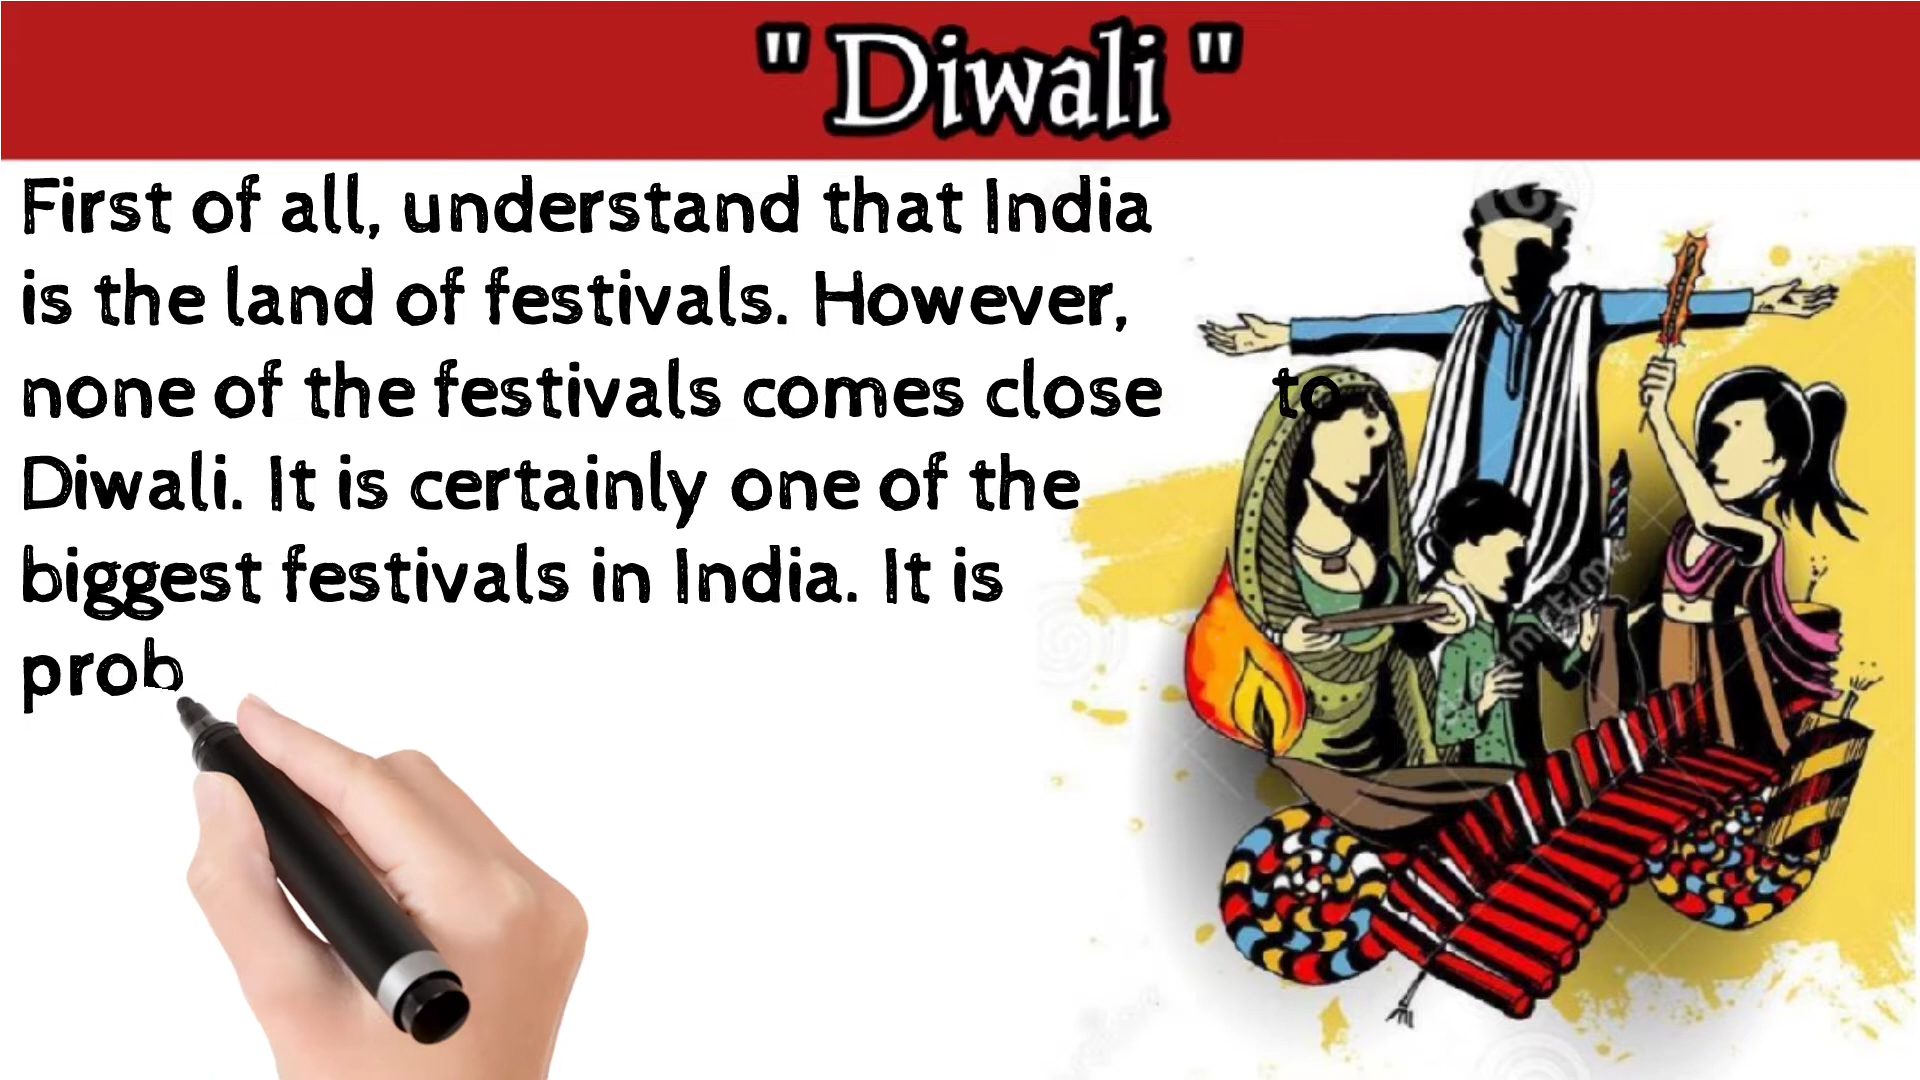 " Diwali "
First of all, understand that India
is the land of festivals. However,
none of the festivals comes close to
Diwali. It is certainly one of the
biggest festivals in India. It is
prob